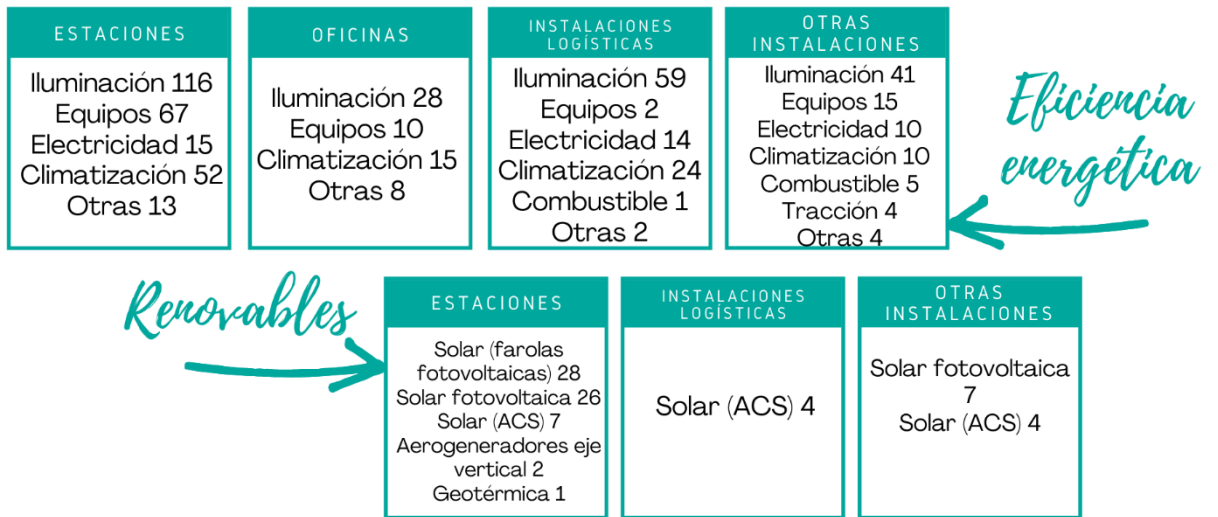 ESTACIONES
Iluminación 116
Equipos 67
Electricidad 15
Climatización 52
Otras 13
OFICINAS
Iluminación 28
Equipos 10
Climatización 15
Otras 8
INSTALACIONES
LOGÍSTICAS
Iluminación 59
Equipos 2
Electricidad 14
Climatización 24
Combustible 1
Otras 2
OTRAS
INSTALACIONES
Iluminación 41
Equipos 15
Electricidad 10
Climatización 10
Combustible 5
Tracción 4
Otras 4
Eficiencia
energética
Renovables
ESTACIONES
Solar (farolas
fotovoltaicas) 28
Solar fotovoltaica 26
Solar (ACS) 7
Aerogeneradores eje
vertical 2
Geotérmica 1
INSTALACIONES
LOGÍSTICAS
Solar (ACS) 4
OTRAS
INSTALACIONES
Solar fotovoltaica
7
Solar (ACS) 4